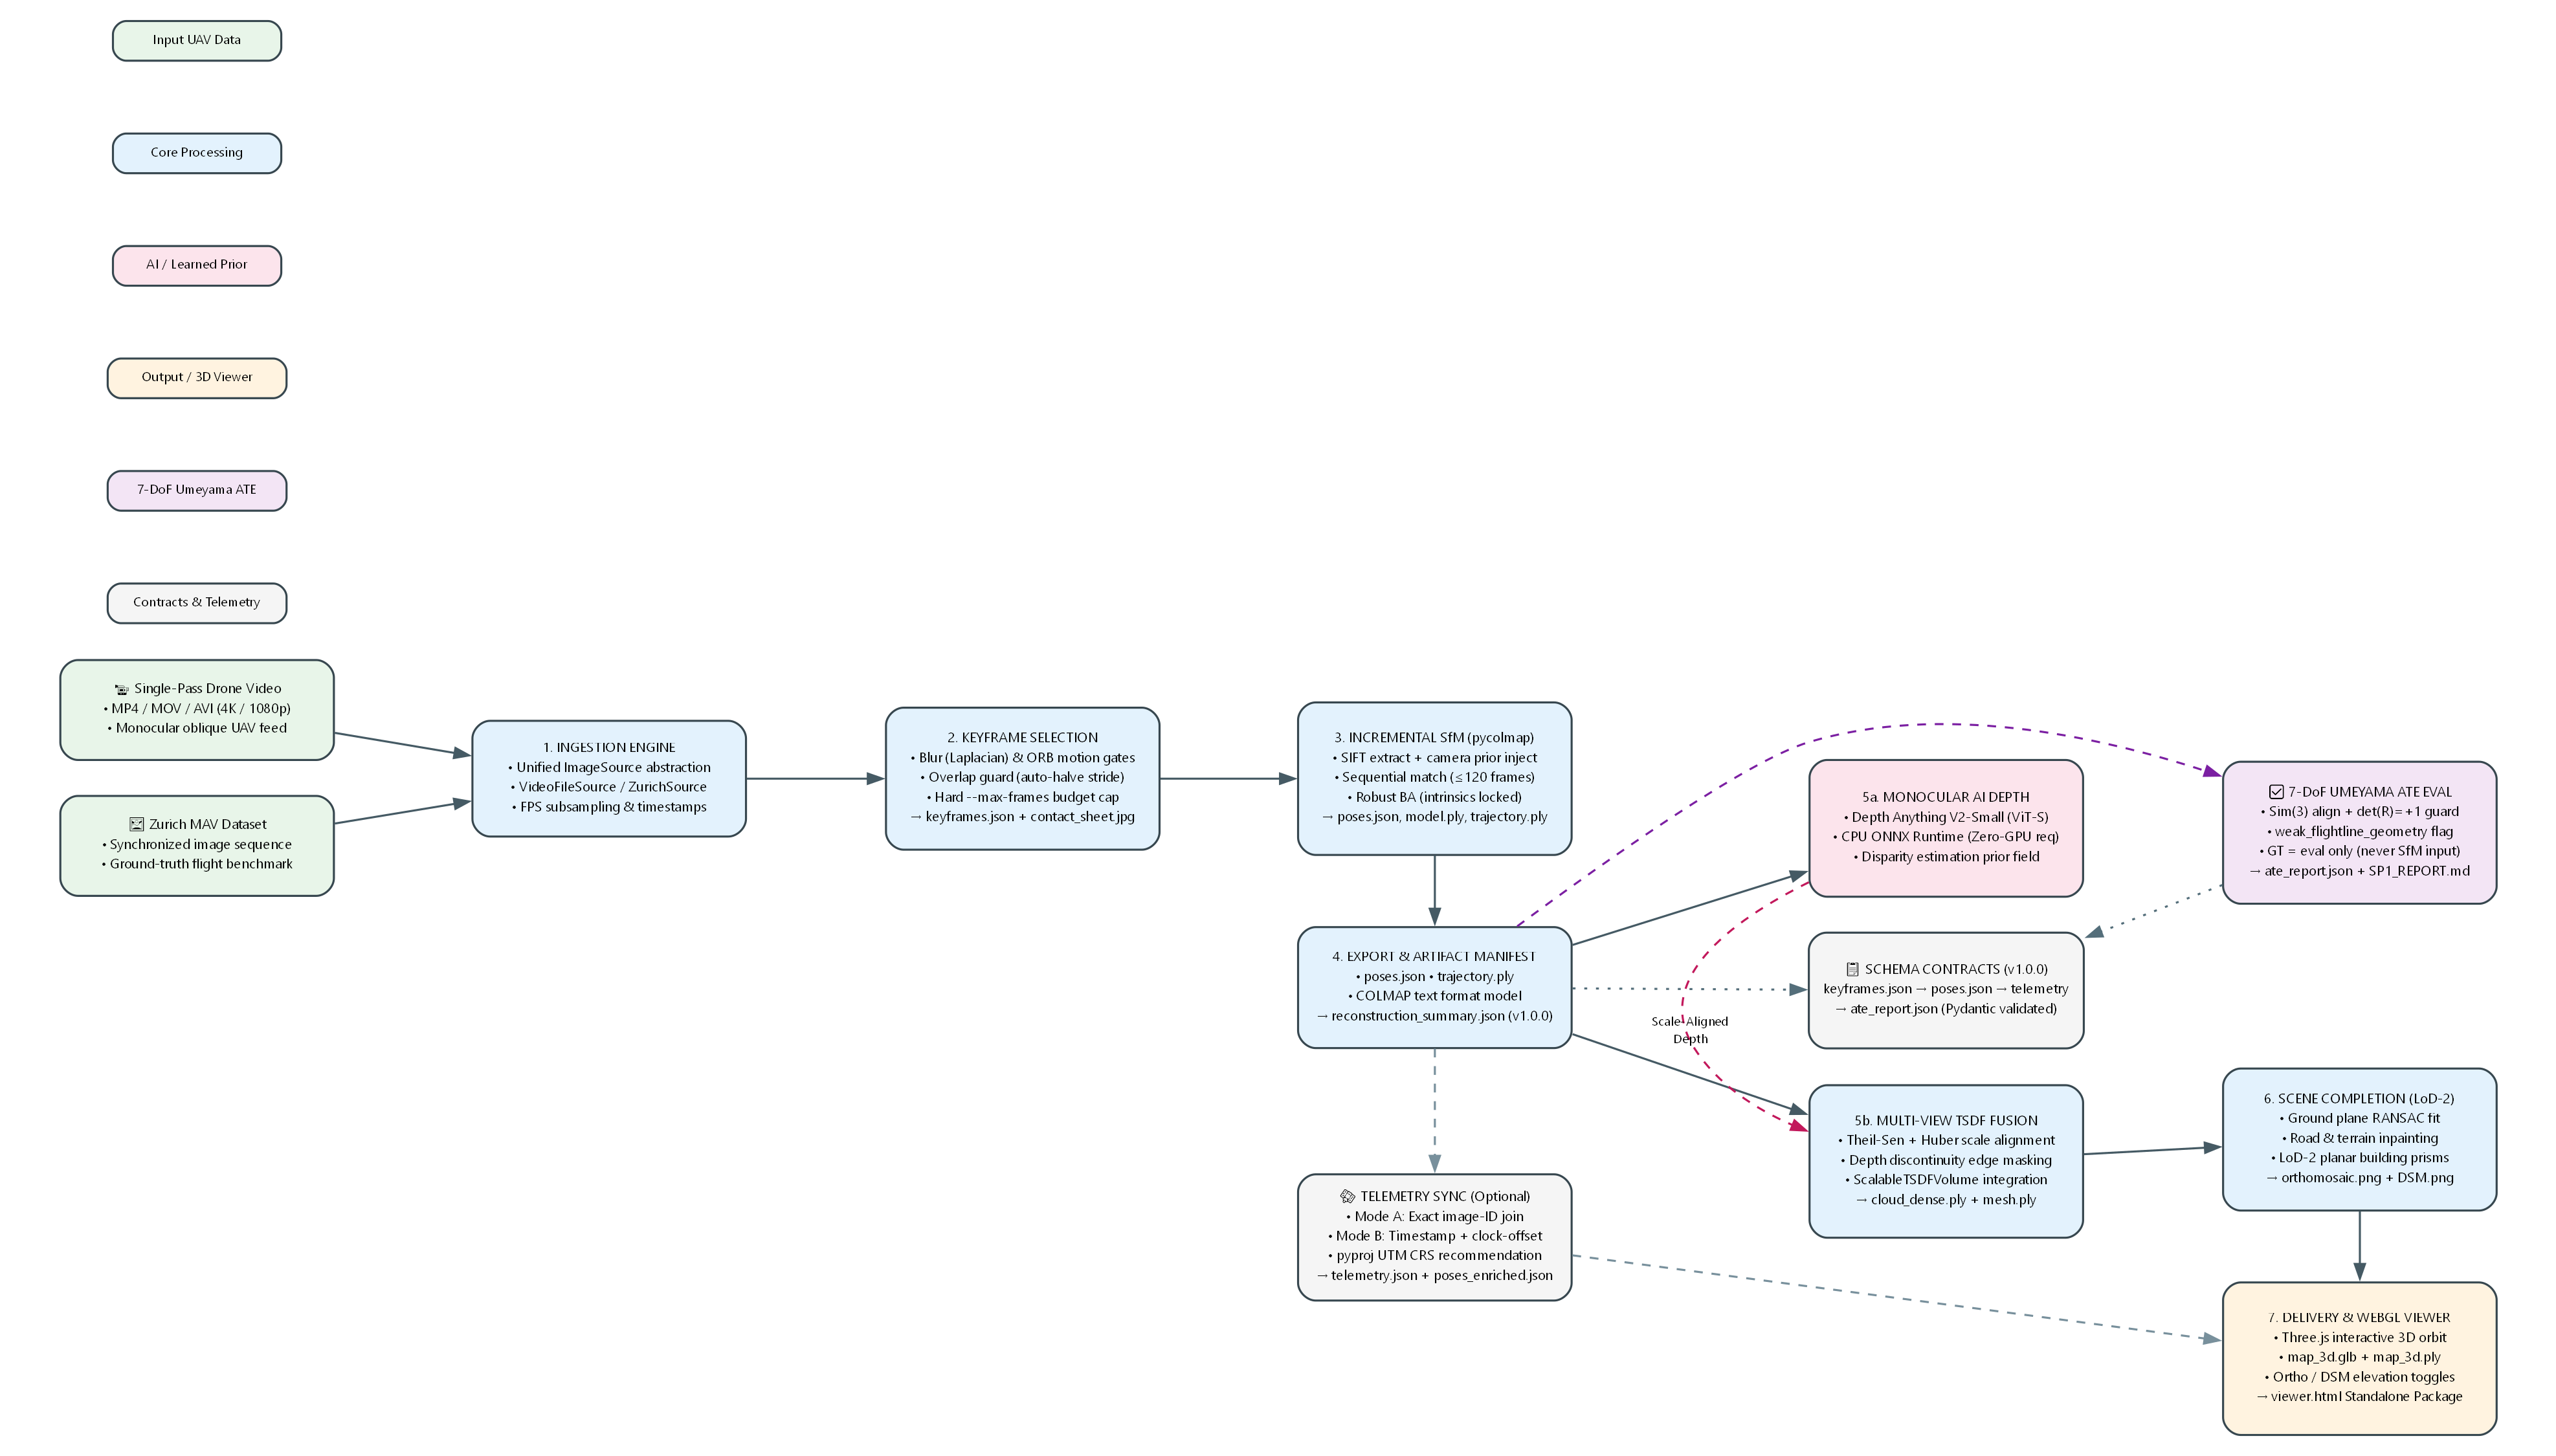 Input UAV Data
Core Processing
AI / Learned Prior
Output / 3D Viewer
7-DoF Umeyama ATE
Contracts & Telemetry
Single-Pass Drone Video
• MP4 / MOV / AVI (4K / 1080p)
• Monocular oblique UAV feed
Zurich MAV Dataset
• Synchronized image sequence
• Ground-truth flight benchmark
1. INGESTION ENGINE
• Unified ImageSource abstraction
• VideoFileSource / ZurichSource
• FPS subsampling & timestamps
2. KEYFRAME SELECTION
• Blur (Laplacian) & ORB motion gates
• Overlap guard (auto-halve stride)
• Hard --max-frames budget cap
→ keyframes.json + contact_sheet.jpg
3. INCREMENTAL SfM (pycolmap)
• SIFT extract + camera prior inject
• Sequential match (≤120 frames)
• Robust BA (intrinsics locked)
→ poses.json, model.ply, trajectory.ply
4. EXPORT & ARTIFACT MANIFEST
• poses.json • trajectory.ply
• COLMAP text format model
→ reconstruction_summary.json (v1.0.0)
TELEMETRY SYNC (Optional)
• Mode A: Exact image-ID join
• Mode B: Timestamp + clock-offset
• pyproj UTM CRS recommendation
→ telemetry.json + poses_enriched.json
Scale-Aligned
Depth
5a. MONOCULAR AI DEPTH
• Depth Anything V2-Small (ViT-S)
• CPU ONNX Runtime (Zero-GPU req)
• Disparity estimation prior field
SCHEMA CONTRACTS (v1.0.0)
keyframes.json → poses.json → telemetry
→ ate_report.json (Pydantic validated)
5b. MULTI-VIEW TSDF FUSION
• Theil-Sen + Huber scale alignment
• Depth discontinuity edge masking
• ScalableTSDFVolume integration
→ cloud_dense.ply + mesh.ply
7-DoF UMEYAMA ATE EVAL
• Sim(3) align + det(R)=+1 guard
• weak_flightline_geometry flag
• GT = eval only (never SfM input)
→ ate_report.json + SP1_REPORT.md
6. SCENE COMPLETION (LoD-2)
• Ground plane RANSAC fit
• Road & terrain inpainting
• LoD-2 planar building prisms
→ orthomosaic.png + DSM.png
7. DELIVERY & WEBGL VIEWER
• Three.js interactive 3D orbit
• map_3d.glb + map_3d.ply
• Ortho / DSM elevation toggles
→ viewer.html Standalone Package